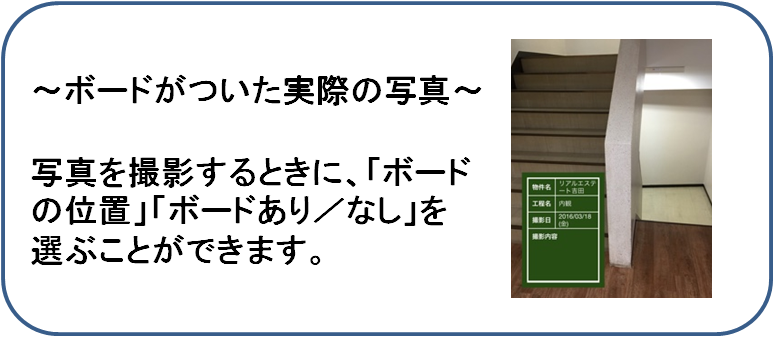 ～ボードがついた実際の写真～
写真を撮影するときに、「ボード
の位置」「ボードあり／なし」を
選ぶことができます。
物件名 リアルエステ
ート吉田
工程名 内観
撮影日 2016/03/18
(金)
撮影内容